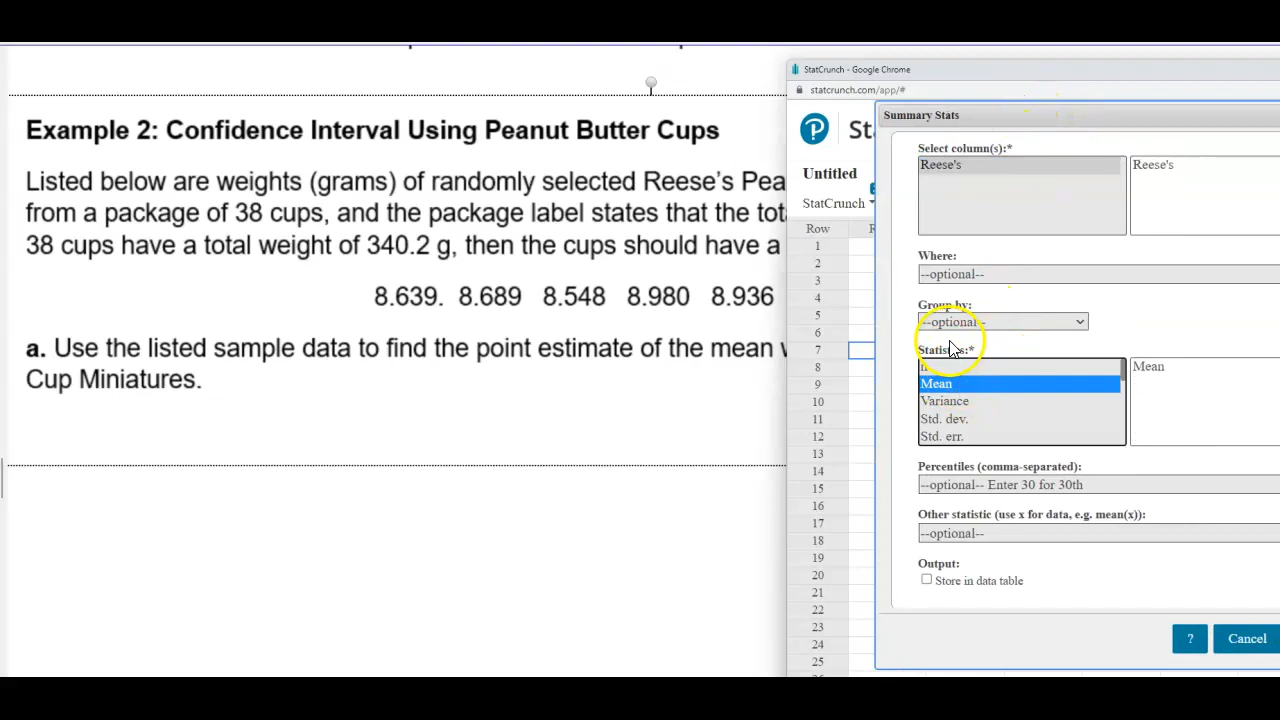 StatCrunch - Google Chrome
statcrunch.com/app/#
Example 2: Confidence Interval Using Peanut Butter Cups
Listed below are weights (grams) of randomly selected Reese's Pea
from a package of 38 cups, and the package label states that the tot
38 cups have a total weight of 340.2 g, then the cups should have a
8.639. 8.689 8.548 8.980 8.936
a. Use the listed sample data to find the point estimate of the mean
Cup Miniatures.
P
St
Untitled
StatCrunch
Row
1
2
3
4
5
6
7
8
9
10
11
12
13
14
15
16
17
18
19
20
21
22
23
24
25
Summary Stats
Select column(s):*
Reese's
Reese's
Where:
--optional--
Group by:
--optional--
Statistics:*
n
Mean
Variance
Std. dev.
Std. err.
Mean
Percentiles (comma-separated):
--optional-- Enter 30 for 30th
Other statistic (use x for data, e.g. mean(x)):
--optional--
Output:
Store in data table
?
Cancel